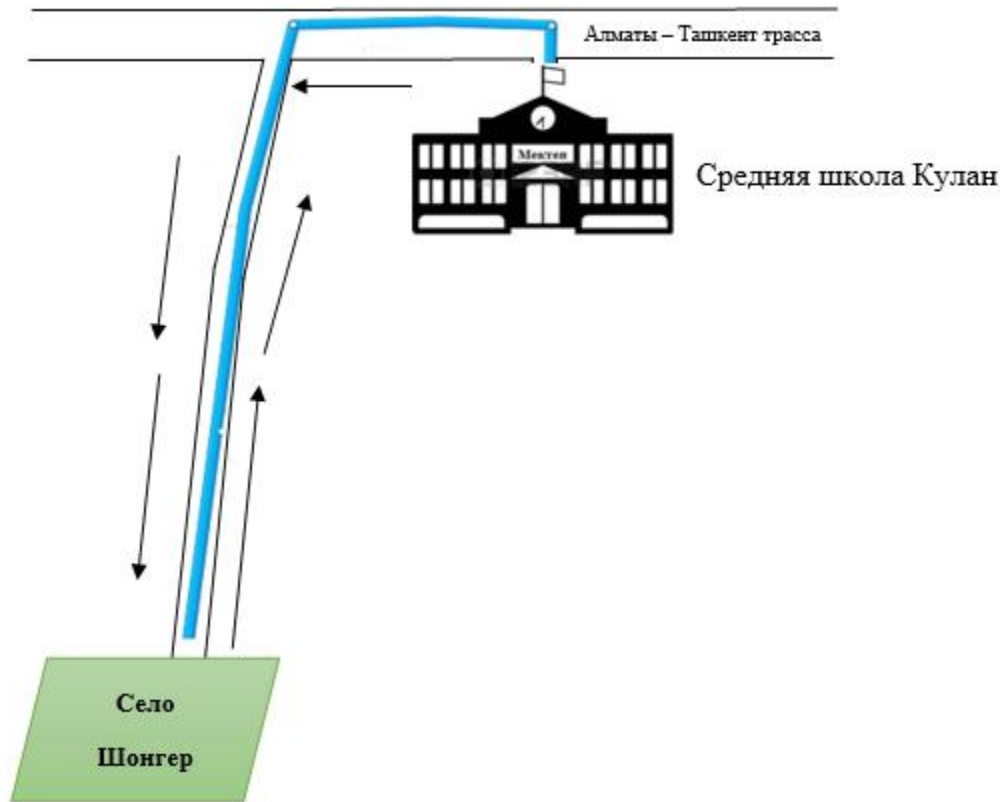 Алматы – Ташкент трасса
Мектеп
Средняя школа Кулан
Село
Шонгер